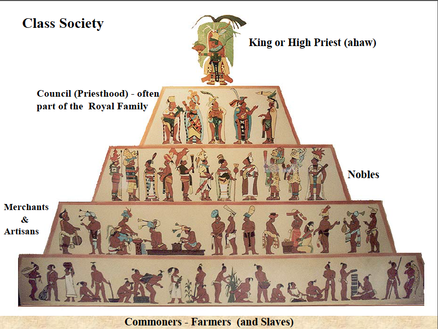 Class Society
King or High Priest (ahaw)
Council (Priesthood) - often
part of the Royal Family
Nobles
Merchants
&
Artisans
Commoners - Farmers (and Slaves)